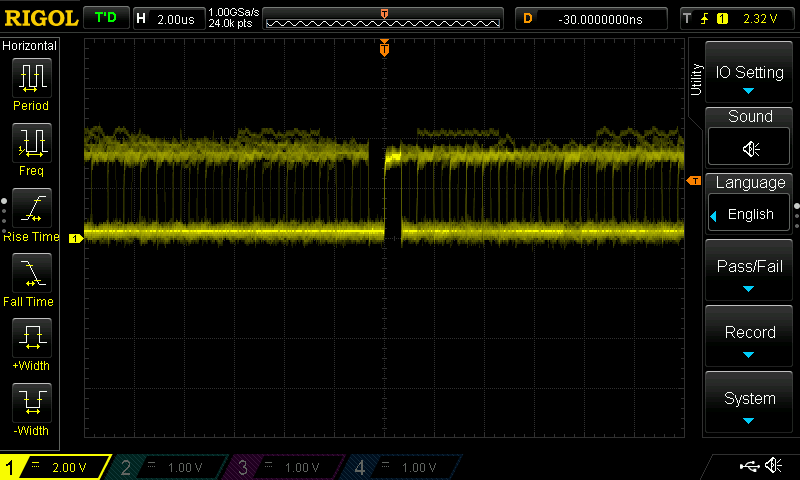 RIGOL T'D H 2.00us 1.00GSa/s
24.0k pts T D -30.0000000ns T 1 2.32 V
Horizontal
Period
Freq
Rise Time
Fall Time
+Width
-Width
T
T
1
Utility
IO Setting
Sound
Language
English
Pass/Fail
Record
System
1 2.00 V 2 1.00 V 3 1.00 V 4 1.00 V